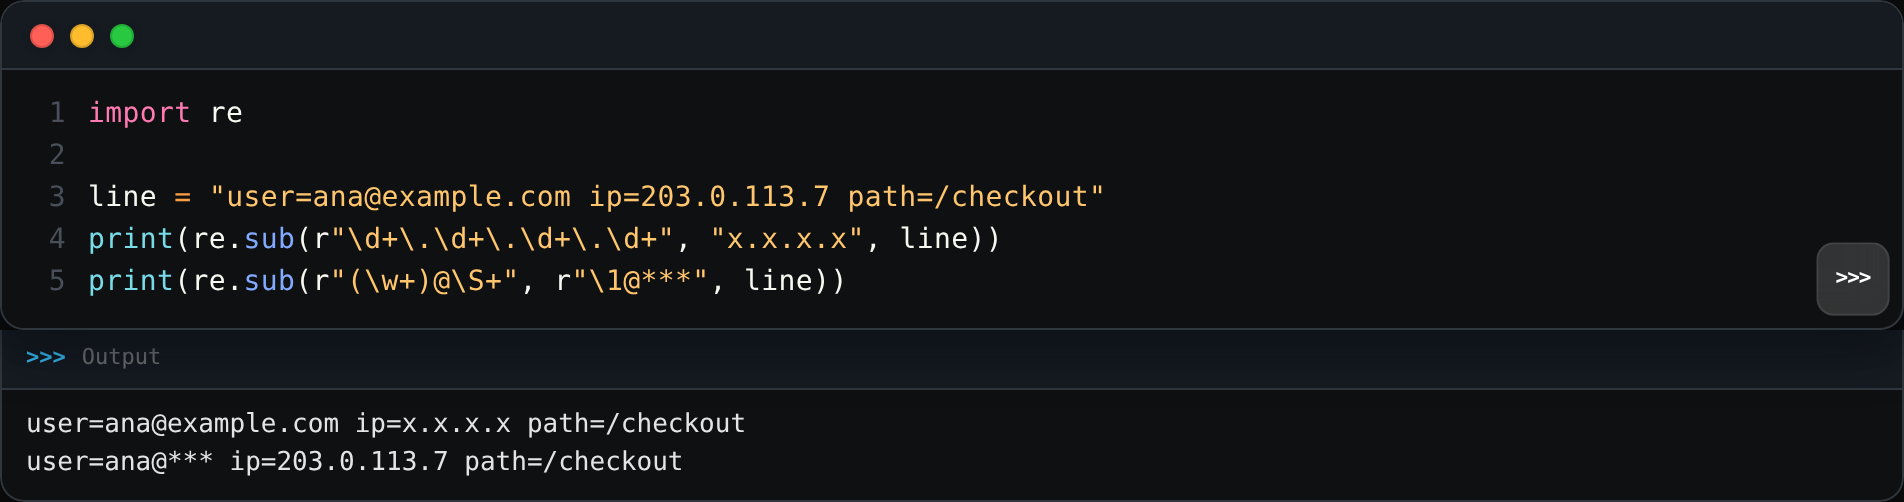 1 import re
2
3 line = "user=ana@example.com ip=203.0.113.7 path=/checkout"
4 print(re.sub(r"\d+\.\d+\.\d+\.\d+", "x.x.x.x", line))
5 print(re.sub(r"(\w+)@\S+", r"\1@***", line))
>>>
>>> Output
user=ana@example.com ip=x.x.x.x path=/checkout
user=ana@*** ip=203.0.113.7 path=/checkout